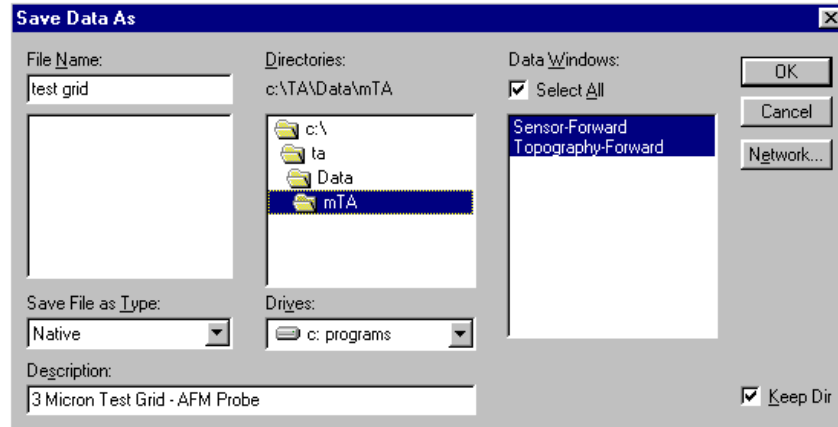 Save Data As
File Name:
test grid
Save File as Type:
Native
Directories:
c:\TA\Data\mTA
c:\
ta
Data
mTA
Drives:
c: programs
Data Windows:
Select All
Sensor-Forward
Topography-Forward
OK
Cancel
Network...
Description:
3 Micron Test Grid - AFM Probe
Keep Dir